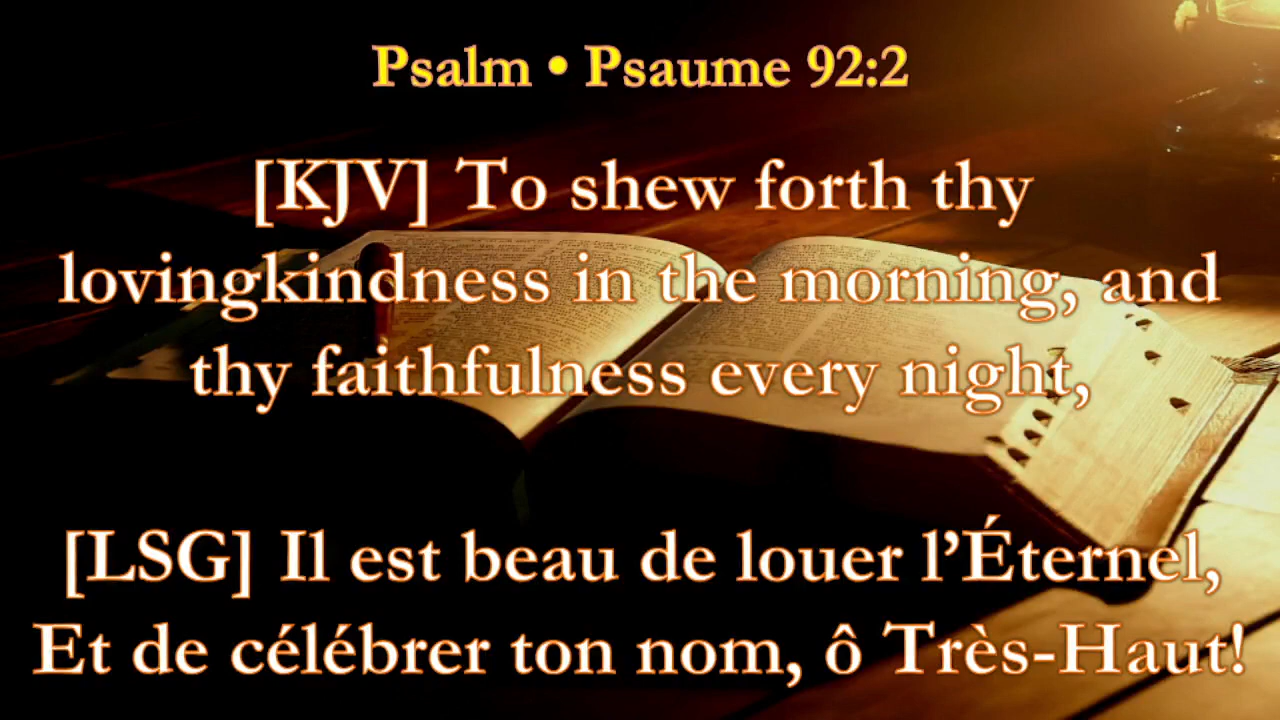 Psalm • Psaume 92:2
[KJV] To shew forth thy
lovingkindness in the morning, and
thy faithfulness every night,
[LSG] Il est beau de louer l’Éternel,
Et de célébrer ton nom, ô Très-Haut!